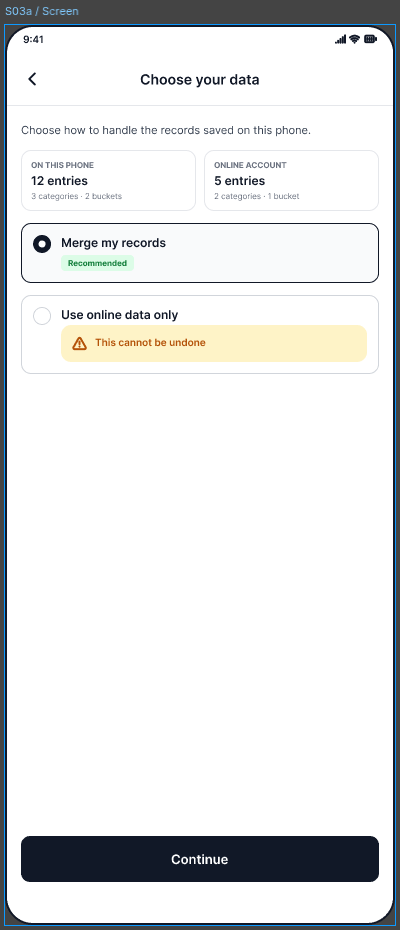 S03a / Screen
9:41
Choose your data
Choose how to handle the records saved on this phone.
ON THIS PHONE
12 entries
3 categories · 2 buckets
ONLINE ACCOUNT
5 entries
2 categories · 1 bucket
Merge my records
Recommended
Use online data only
This cannot be undone
Continue